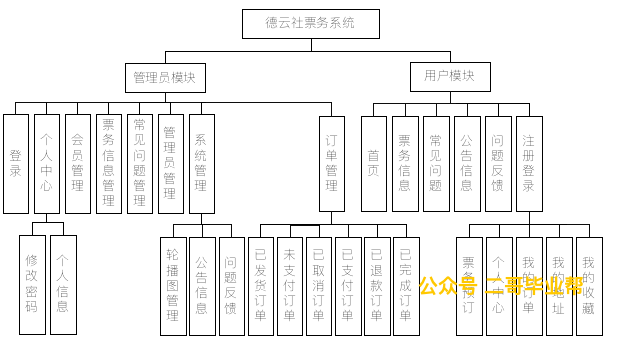 德云社票务系统
管理员模块
用户模块
登录
个人中心
会员管理
票务信息管理
常见问题管理
管理员管理
系统管理
订单管理
首页
票务信息
常见问题
公告信息
问题反馈
注册登录
修改密码
个人信息
轮播图管理
公告信息
问题反馈
已发货订单
未支付订单
已取消订单
已支付订单
已退款订单
已完成订单
票务预订
个人中心
我的订单
我的地址
我的收藏
公众号 二哥毕业帮